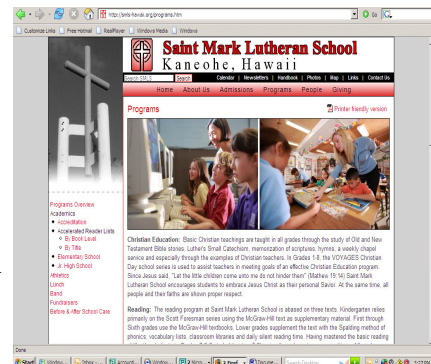 http://smls-hawaii.org/programs.htm
Go
Customize Links Free Hotmail RealPlayer Windows Media Windows
Saint Mark Lutheran School
Kaneohe, Hawaii
Search SMLS Search Calendar | Newsletters | Handbook | Photos | Map | Links | Contact Us
Home About Us Admissions Programs People Giving
Programs
Printer friendly version
Programs Overview
Academics
Accreditation
Accelerated Reader Lists
By Book Level
By Title
Elementary School
Jr. High School
Athletics
Lunch
Band
Fundraisers
Before & After School Care
Christian Education: Basic Christian teachings are taught in all grades through the study of Old and New
Testament Bible stories, Luther's Small Catechism, memorization of scriptures, hymns, a weekly chapel
service and especially through the examples of Christian teachers. In Grades 1-8, the VOYAGES Christian
Day school series is used to assist teachers in meeting goals of an effective Christian Education program.
Since Jesus said, "Let the little children come unto me do not hinder them" (Mathew 19:14) Saint Mark
Lutheran School encourages students to embrace Jesus Christ as their personal Savior. At the same time, all
people and their faiths are shown proper respect.
Reading: The reading program at Saint Mark Lutheran School is abased on three texts. Kindergarten relies
primarily on the Scott Foresman series using the McGraw-Hill text as supplementary material. First through
Sixth grades use the McGraw-Hill textbooks. Lower grades supplement the text with the Spalding method of
phonics, vocabulary lists, classroom libraries and daily silent reading time. Having mastered the basic reading
Done
Start